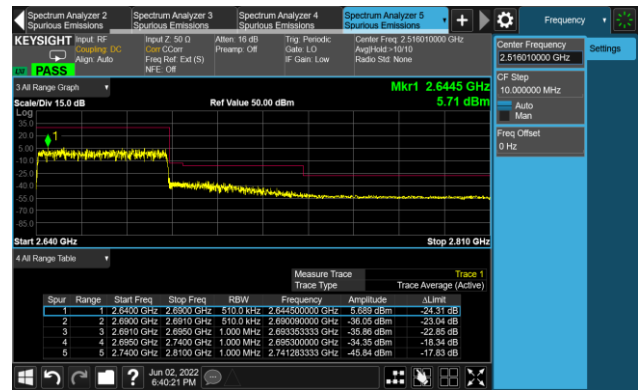 Spectrum Analyzer 2
Spurious Emissions
Spectrum Analyzer 3
Spurious Emissions
Spectrum Analyzer 4
Spurious Emissions
Spectrum Analyzer 5
Spurious Emissions
Frequency
KEYSIGHT
Input: RF
Coupling: DC
Align: Auto
Input Z: 50 Ω
Corr CCorr
Freq Ref: Ext (S)
NFE: Off
Atten: 16 dB
Preamp: Off
Trig: Periodic
Gate: LO
IF Gain: Low
Center Freq: 2.516010000 GHz
Avg|Hold:>10/10
Radio Std: None
PASS
Center Frequency
2.516010000 GHz
Settings
CF Step
10.000000 MHz
Auto
Man
Freq Offset
0 Hz
3 All Range Graph
Mkr1 2.6445 GHz
5.71 dBm
Scale/Div 15.0 dB
Ref Value 50.00 dBm
Log
35.0
20.0
5.00
-10.0
-25.0
-40.0
-55.0
-70.0
-85.0
1
Start 2.640 GHz
Stop 2.810 GHz
4 All Range Table
Measure Trace Trace 1
Trace Type Trace Average (Active)
Spur Range Start Freq Stop Freq RBW Frequency Amplitude ΔLimit
1 1 2.6400 GHz 2.6900 GHz 510.0 kHz 2.644500000 GHz 5.689 dBm -24.31 dB
2 2 2.6900 GHz 2.6910 GHz 510.0 kHz 2.690090000 GHz -36.05 dBm -23.04 dB
3 3 2.6910 GHz 2.6950 GHz 1.000 MHz 2.693353333 GHz -35.86 dBm -22.85 dB
4 4 2.6950 GHz 2.7400 GHz 1.000 MHz 2.695300000 GHz -34.35 dBm -18.34 dB
5 5 2.7400 GHz 2.8100 GHz 1.000 MHz 2.741283333 GHz -45.84 dBm -17.83 dB
Jun 02, 2022
6:40:21 PM